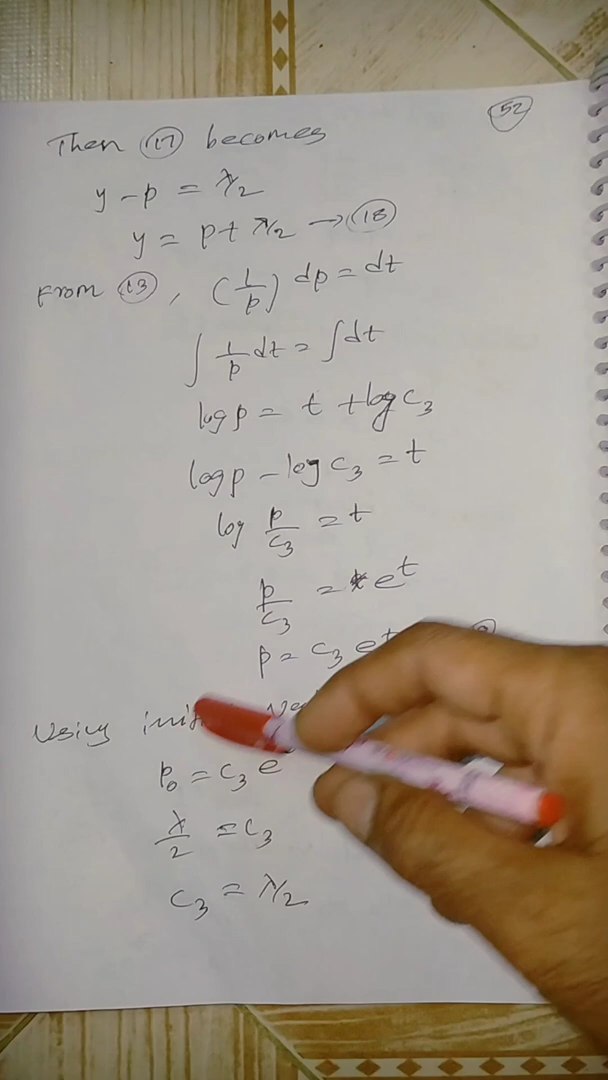 52
Then (17) becomes
y - p = λ/2
y = p + λ/2 → (18)
From (13), (1/p) dp = dt
∫ 1/p dt = ∫ dt
log p = t + log c₃
log p - log c₃ = t
log p/c₃ = t
p/c₃ = e^t
p = c₃ e^t
Using
p₀ = c₃ e
λ/2 = c₃
c₃ = λ/2